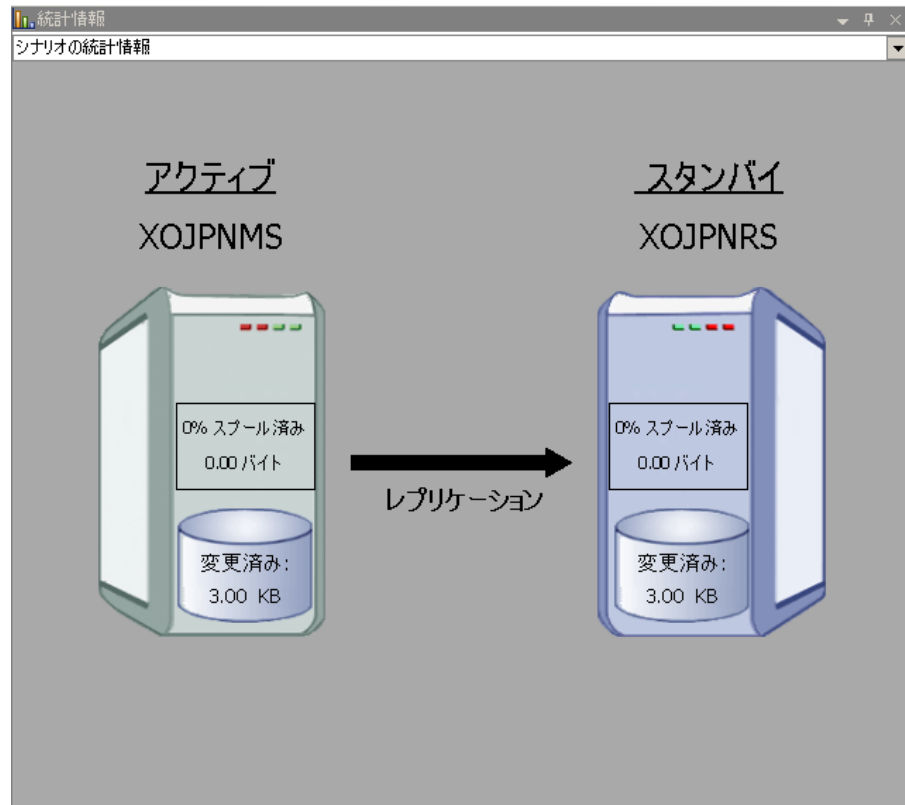 統計情報
シナリオの統計情報
アクティブ
スタンバイ
XOJPNMS
XOJPNRS
0% スプール済み
0.00 バイト
0% スプール済み
0.00 バイト
レプリケーション
変更済み:
3.00 KB
変更済み:
3.00 KB